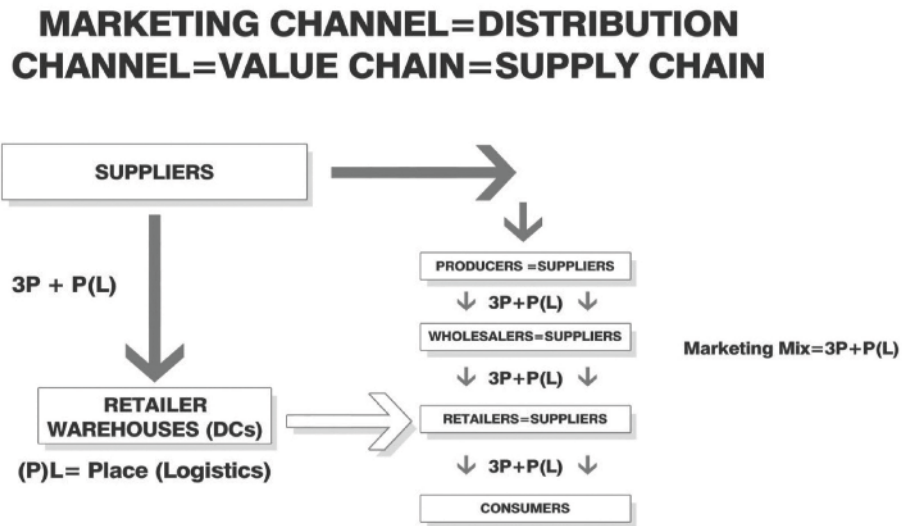 MARKETING CHANNEL=DISTRIBUTION
CHANNEL=VALUE CHAIN=SUPPLY CHAIN
SUPPLIERS
3P + P(L)
RETAILER
WAREHOUSES (DCs)
(P)L= Place (Logistics)
PRODUCERS =SUPPLIERS
3P+P(L)
WHOLESALERS=SUPPLIERS
3P+P(L)
RETAILERS=SUPPLIERS
3P+P(L)
CONSUMERS
Marketing Mix=3P+P(L)